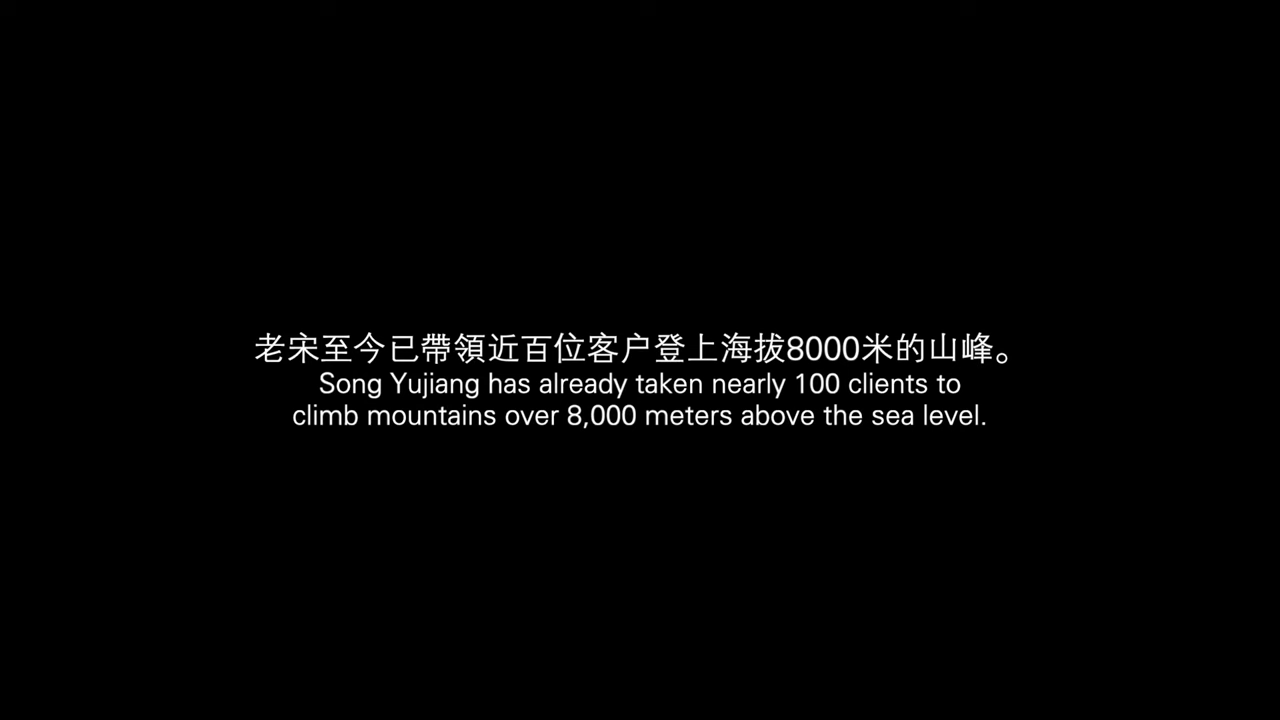 老宋至今已帶領近百位客户登上海拔8000米的山峰。
Song Yujiang has already taken nearly 100 clients to
climb mountains over 8,000 meters above the sea level.